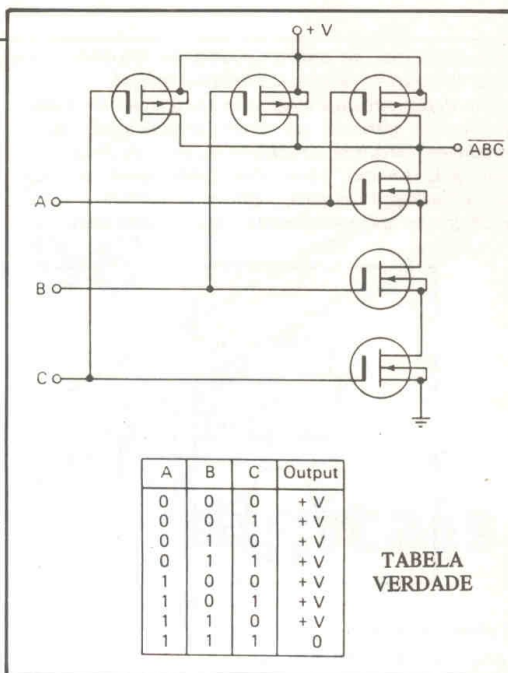 + V
ABC
A
B
C
A B C Output
0 0 0 + V
0 0 1 + V
0 1 0 + V
0 1 1 + V
1 0 0 + V
1 0 1 + V
1 1 0 + V
1 1 1 0
TABELA
VERDADE